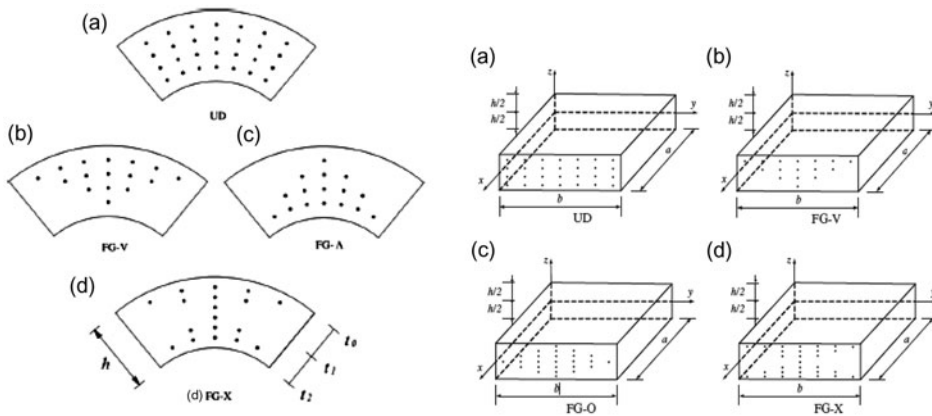 (a)
UD
(b)
(c)
FG-V
FG-Λ
(d)
h
t₀
t₁
t₂
(d) FG-X
(a)
z
h/2
h/2
y
a
x
b
UD
(b)
z
h/2
h/2
y
a
x
b
FG-V
(c)
z
h/2
h/2
y
a
x
b
FG-O
(d)
z
h/2
h/2
y
a
x
b
FG-X